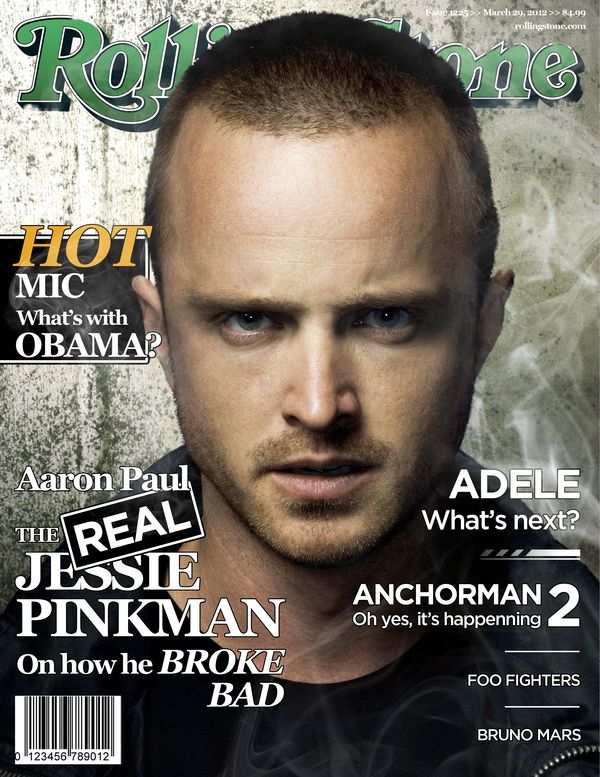 Issue 1225 >> March 29, 2012 >> $4.99
rollingstone.com
Rolling Stone
HOT
MIC
What's with
OBAMA?
Aaron Paul
THE REAL
JESSIE
PINKMAN
On how he BROKE
BAD
ADELE
What's next?
ANCHORMAN 2
Oh yes, it's happenning
FOO FIGHTERS
BRUNO MARS
0 123456 789012